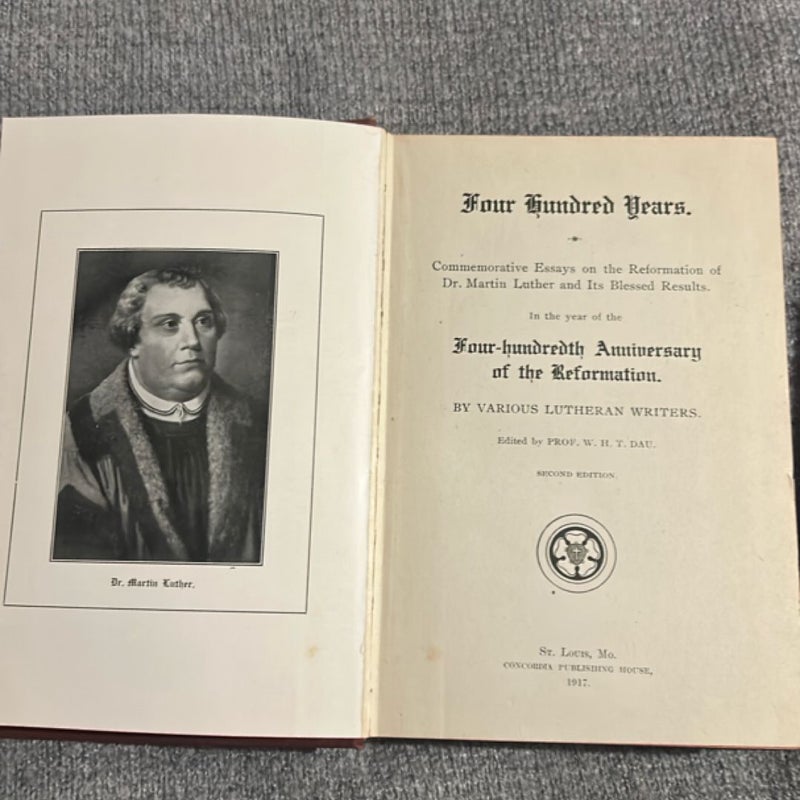 Dr. Martin Luther.
Four Hundred Years.
Commemorative Essays on the Reformation of
Dr. Martin Luther and Its Blessed Results.
In the year of the
Four-hundredth Anniversary
of the Reformation.
BY VARIOUS LUTHERAN WRITERS.
Edited by PROF. W. H. T. DAU.
SECOND EDITION.
ST. LOUIS, MO.
CONCORDIA PUBLISHING HOUSE,
1917.